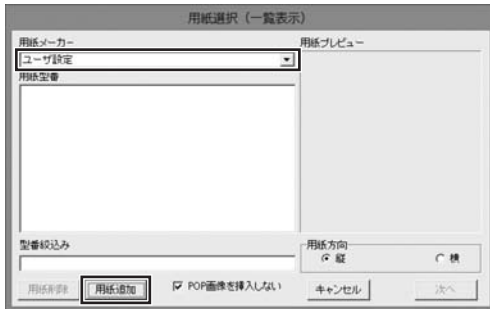 用紙選択（一覧表示）
用紙メーカー
用紙プレビュー
ユーザ設定
用紙型番
型番絞込み
用紙方向
縦
横
用紙削除
用紙追加
POP画像を挿入しない
キャンセル
次へ